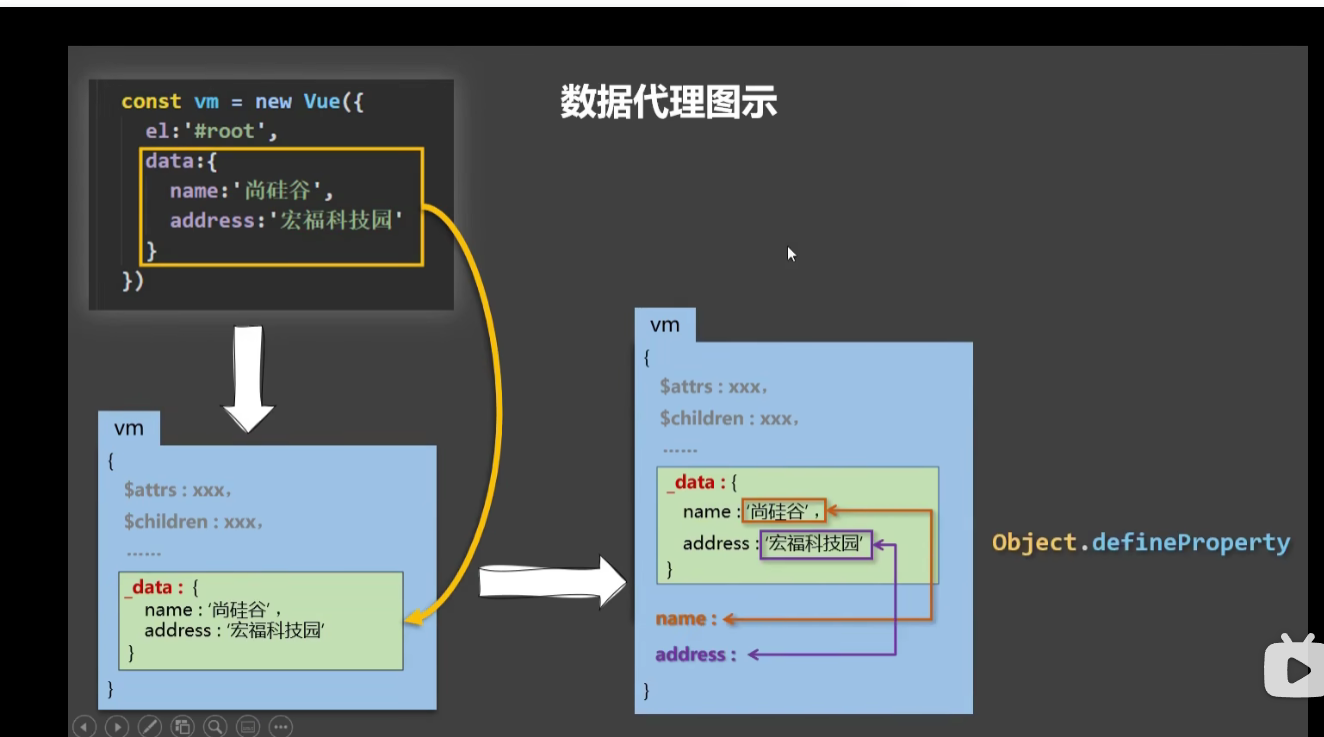 数据代理图示
const vm = new Vue({
el:'#root',
data:{
name:'尚硅谷',
address:'宏福科技园'
}
})
vm
{
$attrs : xxx,
$children : xxx,
……
_data : {
name : ‘尚硅谷’ ,
address : ‘宏福科技园’
}
}
vm
{
$attrs : xxx,
$children : xxx,
……
_data : {
name : ‘尚硅谷’ ,
address : ‘宏福科技园’
}
name :
address :
}
Object.defineProperty